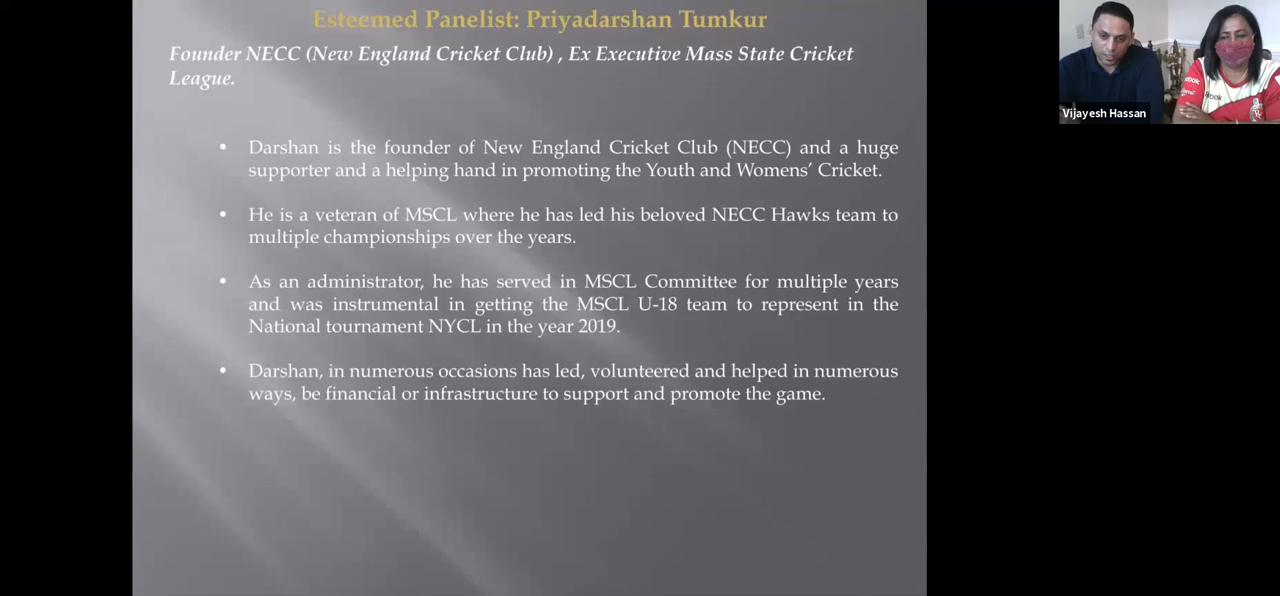 Esteemed Panelist: Priyadarshan Tumkur
Founder NECC (New England Cricket Club) , Ex Executive Mass State Cricket
League.
• Darshan is the founder of New England Cricket Club (NECC) and a huge
supporter and a helping hand in promoting the Youth and Womens’ Cricket.
• He is a veteran of MSCL where he has led his beloved NECC Hawks team to
multiple championships over the years.
• As an administrator, he has served in MSCL Committee for multiple years
and was instrumental in getting the MSCL U-18 team to represent in the
National tournament NYCL in the year 2019.
• Darshan, in numerous occasions has led, volunteered and helped in numerous
ways, be financial or infrastructure to support and promote the game.
Vijayesh Hassan